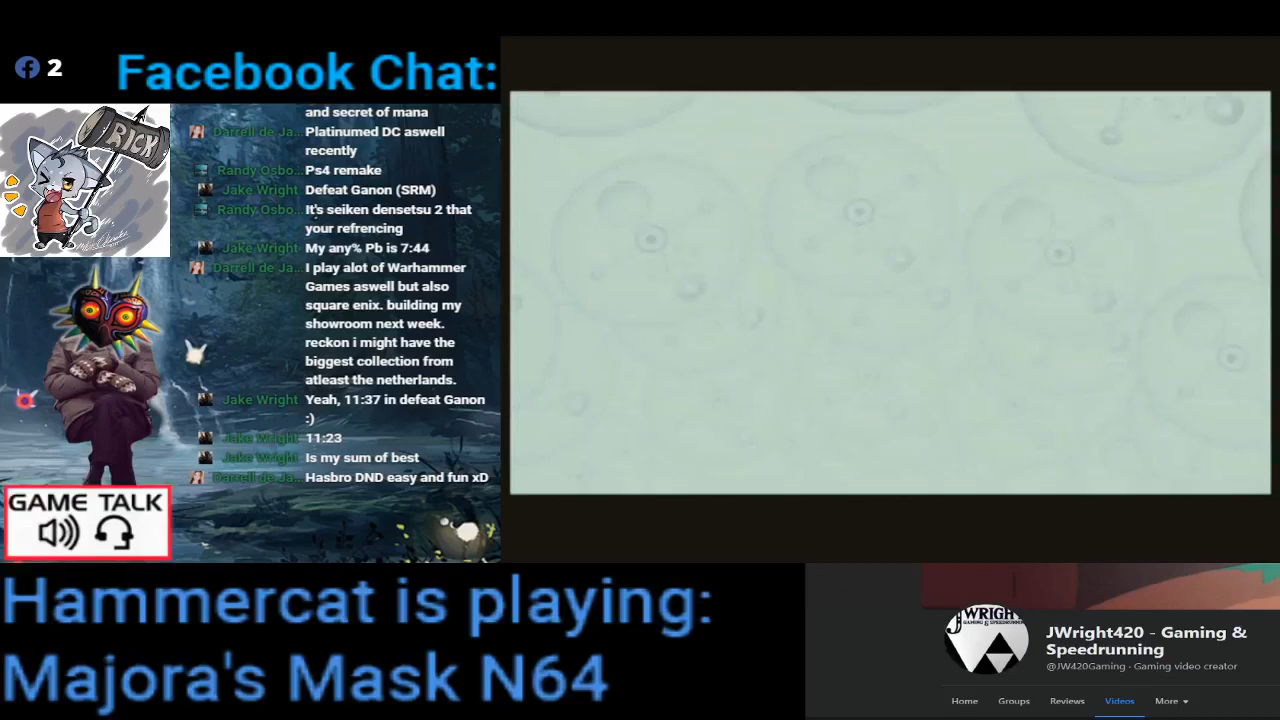 2
Facebook Chat:
RICK
and secret of mana
Darrell de Ja... Platinumed DC aswell
recently
Randy Osbo... Ps4 remake
Jake Wright Defeat Ganon (SRM)
Randy Osbo... It's seiken densetsu 2 that
your refrencing
Jake Wright My any% Pb is 7:44
Darrell de Ja... I play alot of Warhammer
Games aswell but also
square enix. building my
showroom next week.
reckon i might have the
biggest collection from
atleast the netherlands.
Jake Wright Yeah, 11:37 in defeat Ganon
:)
Jake Wright 11:23
Jake Wright Is my sum of best
Darrell de Ja... Hasbro DND easy and fun xD
GAME TALK
Hammercat is playing:
Majora's Mask N64
JWRIGHT
GAMING & SPEEDRUNNING
JWright420 - Gaming &
Speedrunning
@JW420Gaming · Gaming video creator
Home Groups Reviews Videos More